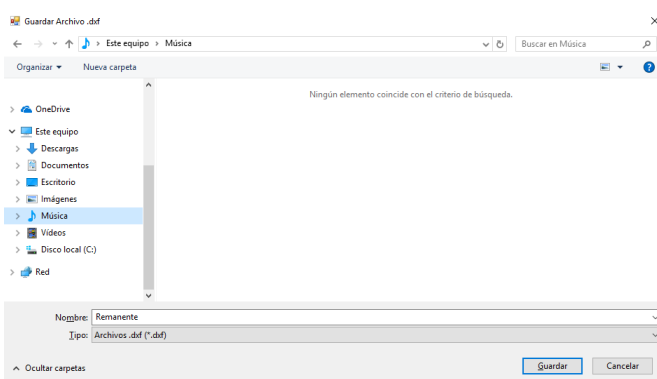 Guardar Archivo .dxf
Este equipo > Música
Buscar en Música
Organizar
Nueva carpeta
Ningún elemento coincide con el criterio de búsqueda.
OneDrive
Este equipo
Descargas
Documentos
Escritorio
Imágenes
Música
Vídeos
Disco local (C:)
Red
Nombre: Remanente
Tipo: Archivos .dxf (*.dxf)
Ocultar carpetas
Guardar
Cancelar